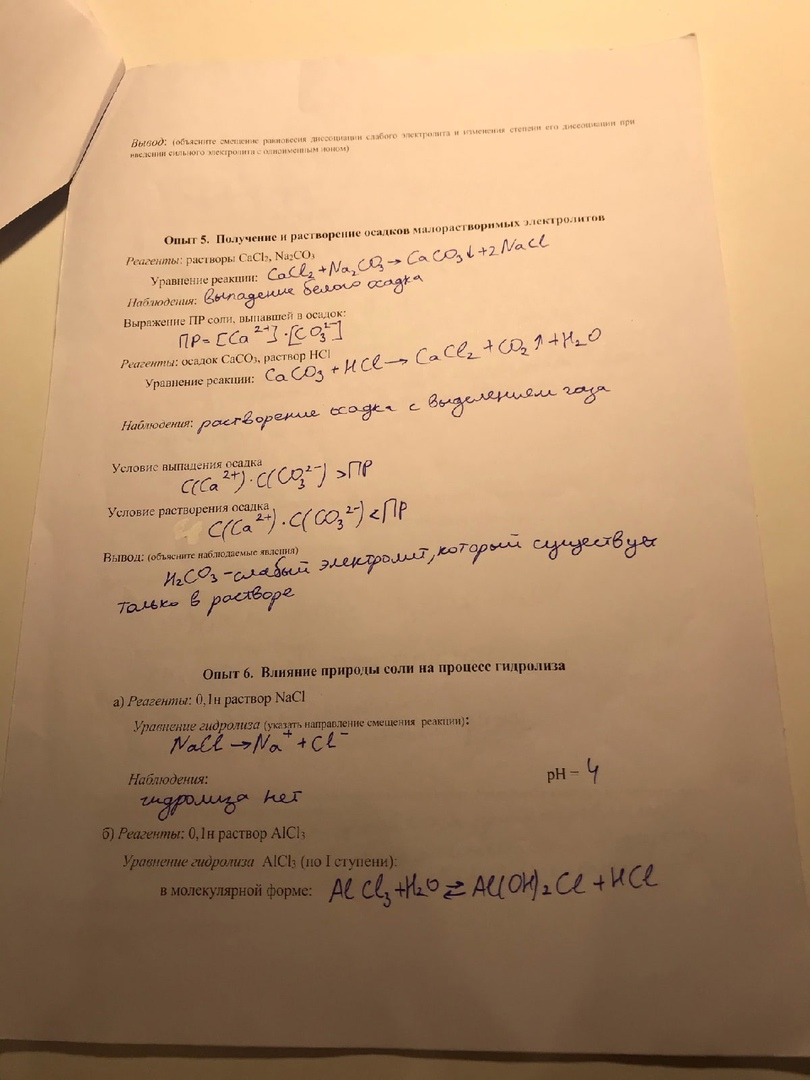 Вывод: (объясните смещение равновесия диссоциации слабого электролита и изменения степени его диссоциации при
введении сильного электролита с одноименным ионом)
Опыт 5. Получение и растворение осадков малорастворимых электролитов
Реагенты: растворы CaCl₂, Na₂CO₃
Уравнение реакции: CaCl₂ + Na₂CO₃ → CaCO₃↓ + 2NaCl
Наблюдения: выпадение белого осадка
Выражение ПР соли, выпавшей в осадок:
ПР = [Ca²⁺]·[CO₃²⁻]
Реагенты: осадок CaCO₃, раствор HCl
Уравнение реакции: CaCO₃ + HCl → CaCl₂ + CO₂↑ + H₂O
Наблюдения: растворение осадка с выделением газа
Условие выпадения осадка
C(Ca²⁺)·C(CO₃²⁻) > ПР
Условие растворения осадка
C(Ca²⁺)·C(CO₃²⁻) < ПР
Вывод: (объясните наблюдаемые явления)
H₂CO₃ - слабый электролит, который существует
только в растворе
Опыт 6. Влияние природы соли на процесс гидролиза
а) Реагенты: 0,1н раствор NaCl
Уравнение гидролиза (указать направление смещения реакции):
NaCl → Na⁺ + Cl⁻
Наблюдения: pH = 4
гидролиза нет
б) Реагенты: 0,1н раствор AlCl₃
Уравнение гидролиза AlCl₃ (по I ступени):
в молекулярной форме: AlCl₃ + H₂O ⇄ Al(OH)₂Cl + HCl